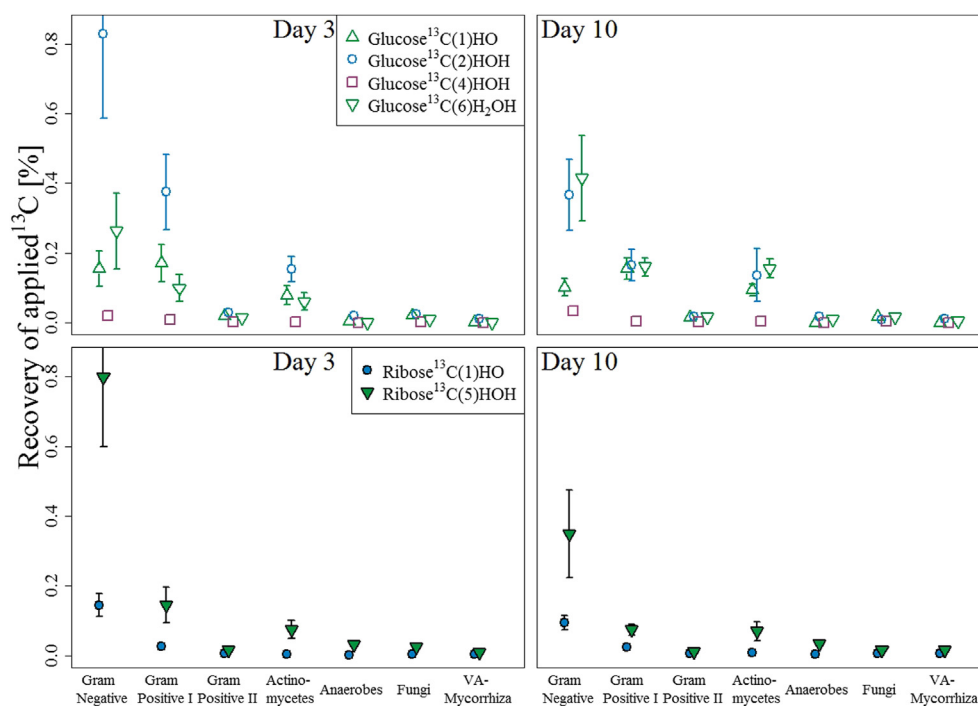 Recovery of applied¹³C [%]
Day 3
Glucose¹³C(1)HO
Glucose¹³C(2)HOH
Glucose¹³C(4)HOH
Glucose¹³C(6)H₂OH
Day 10
0.8
0.6
0.4
0.2
0.0
Day 3
Ribose¹³C(1)HO
Ribose¹³C(5)HOH
Day 10
0.8
0.6
0.4
0.2
0.0
Gram Gram Gram Actino- Anaerobes Fungi VA-
Negative Positive I Positive II mycetes Mycorrhiza
Gram Gram Gram Actino- Anaerobes Fungi VA-
Negative Positive I Positive II mycetes Mycorrhiza